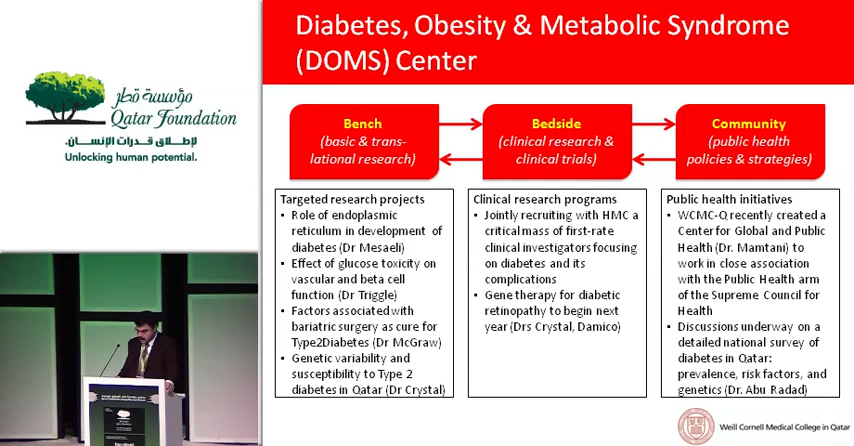 مؤسسة قطر
Qatar Foundation
لإطلاق قدرات الإنسان.
Unlocking human potential.
Diabetes, Obesity & Metabolic Syndrome
(DOMS) Center
Bench
(basic & trans-
lational research)
Bedside
(clinical research &
clinical trials)
Community
(public health
policies & strategies)
Targeted research projects
▪ Role of endoplasmic
reticulum in development of
diabetes (Dr Mesaeli)
▪ Effect of glucose toxicity on
vascular and beta cell
function (Dr Triggle)
▪ Factors associated with
bariatric surgery as cure for
Type2Diabetes (Dr McGraw)
▪ Genetic variability and
susceptibility to Type 2
diabetes in Qatar (Dr Crystal)
Clinical research programs
▪ Jointly recruiting with HMC a
critical mass of first-rate
clinical investigators focusing
on diabetes and its
complications
▪ Gene therapy for diabetic
retinopathy to begin next
year (Drs Crystal, Damico)
Public health initiatives
▪ WCMC-Q recently created a
Center for Global and Public
Health (Dr. Mamtani) to
work in close association
with the Public Health arm
of the Supreme Council for
Health
▪ Discussions underway on a
detailed national survey of
diabetes in Qatar:
prevalence, risk factors, and
genetics (Dr. Abu Radad)
Weill Cornell Medical College in Qatar